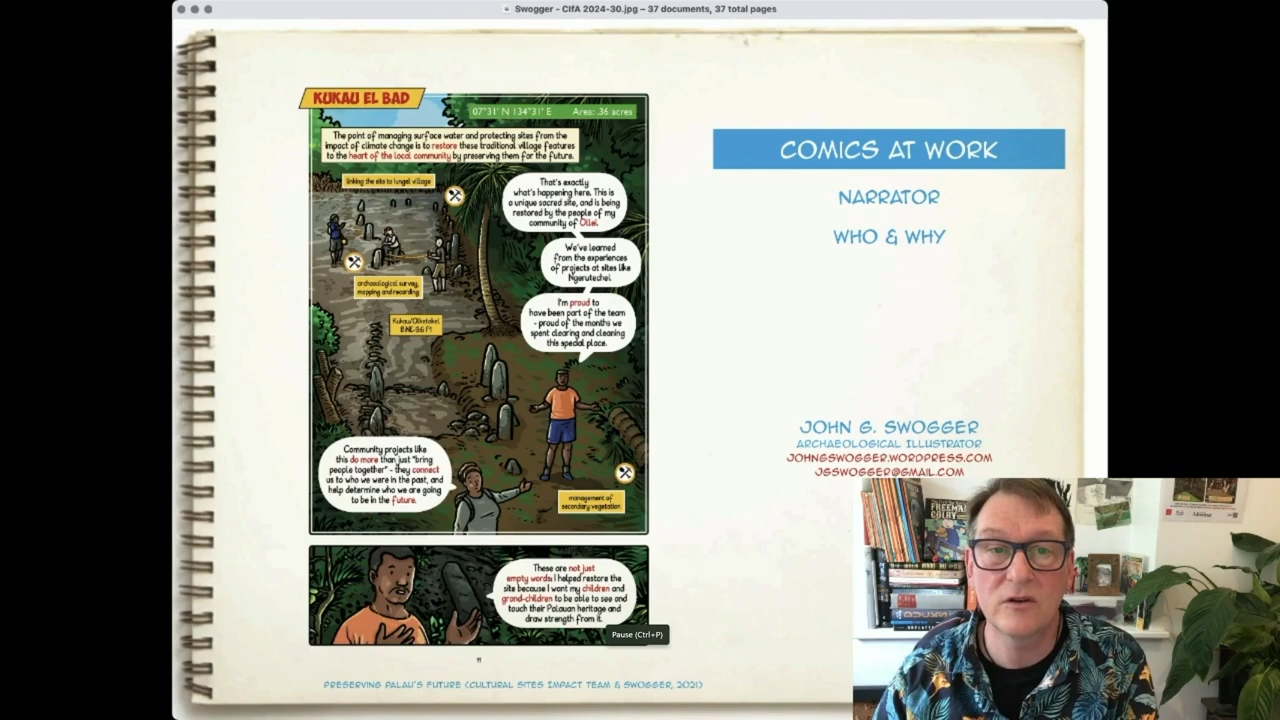 Swogger - CIfA 2024-30.jpg – 37 documents, 37 total pages
KUKAU EL BAD
07°31' N 134°31' E Area: .36 acres
The point of managing surface water and protecting sites from the
impact of climate change is to restore these traditional village features
to the heart of the local community by preserving them for the future.
linking the site to Iungel village
That's exactly
what's happening here. This is
a unique sacred site, and is being
restored by the people of my
community of Ollei.
We've learned
from the experiences
of projects at sites like
Ngerutechei.
archaeological survey,
mapping and recording
I'm proud to
have been part of the team
- proud of the months we
spent clearing and cleaning
this special place.
Community projects like
this do more than just "bring
people together" - they connect
us to who we were in the past, and
help determine who we are going
to be in the future.
management of
secondary vegetation
These are not just
empty words: I helped restore the
site because I want my children and
grand-children to be able to see and
touch their Palauan heritage and
draw strength from it.
Pause (Ctrl+P)
11
PRESERVING PALAU'S FUTURE (CULTURAL SITES IMPACT TEAM & SWOGGER, 2021)
COMICS AT WORK
NARRATOR
WHO & WHY
JOHN G. SWOGGER
ARCHAEOLOGICAL ILLUSTRATOR
JOHNGSWOGGER.WORDPRESS.COM
JGSWOGGER@GMAIL.COM
FREEMAN
COLBY